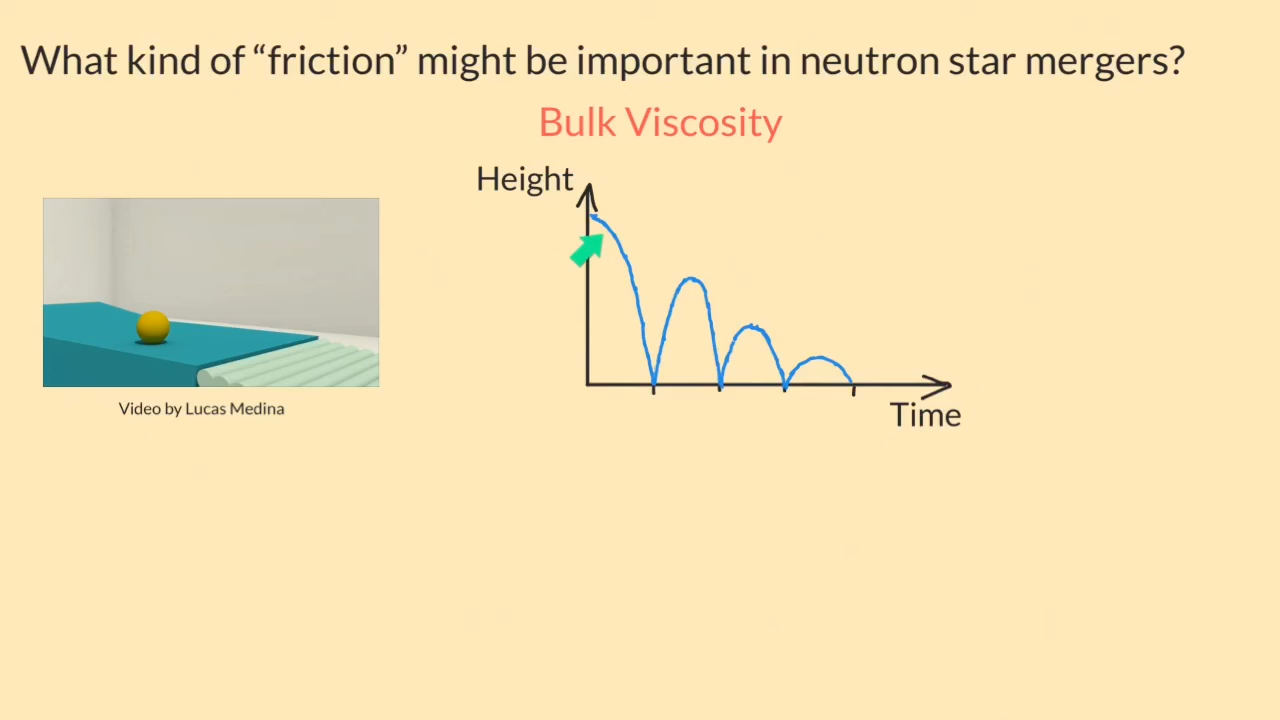 What kind of “friction” might be important in neutron star mergers?
Bulk Viscosity
Height
Video by Lucas Medina
Time